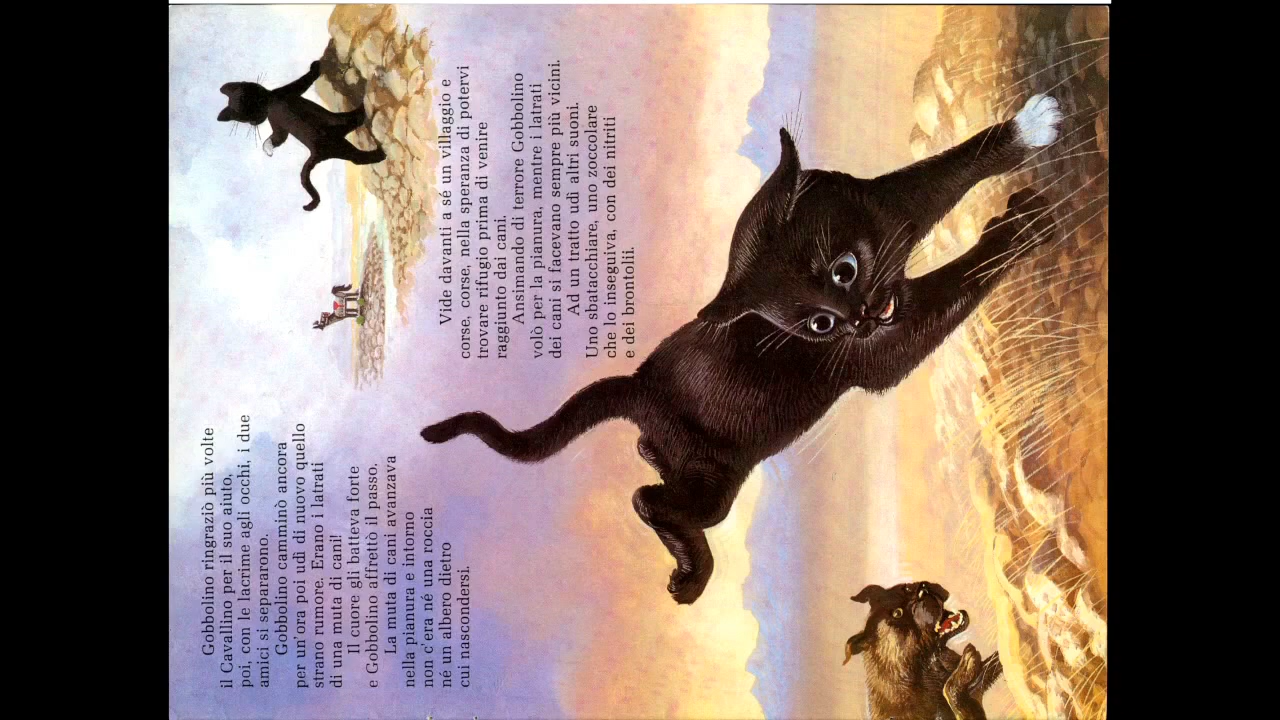 Gobbolino ringraziò più volte
il Cavallino per il suo aiuto,
poi, con le lacrime agli occhi, i due
amici si separarono.
Gobbolino camminò ancora
per un'ora poi udì di nuovo quello
strano rumore. Erano i latrati
di una muta di cani!
Il cuore gli batteva forte
e Gobbolino affrettò il passo.
La muta di cani avanzava
nella pianura e intorno
non c'era né una roccia
né un albero dietro
cui nascondersi.
Vide davanti a sé un villaggio e
corse, corse, nella speranza di potervi
trovare rifugio prima di venire
raggiunto dai cani.
Ansimando di terrore Gobbolino
volò per la pianura, mentre i latrati
dei cani si facevano sempre più vicini.
Ad un tratto udì altri suoni.
Uno sbatacchiare, uno zoccolare
che lo inseguiva, con dei nitriti
e dei brontolii.